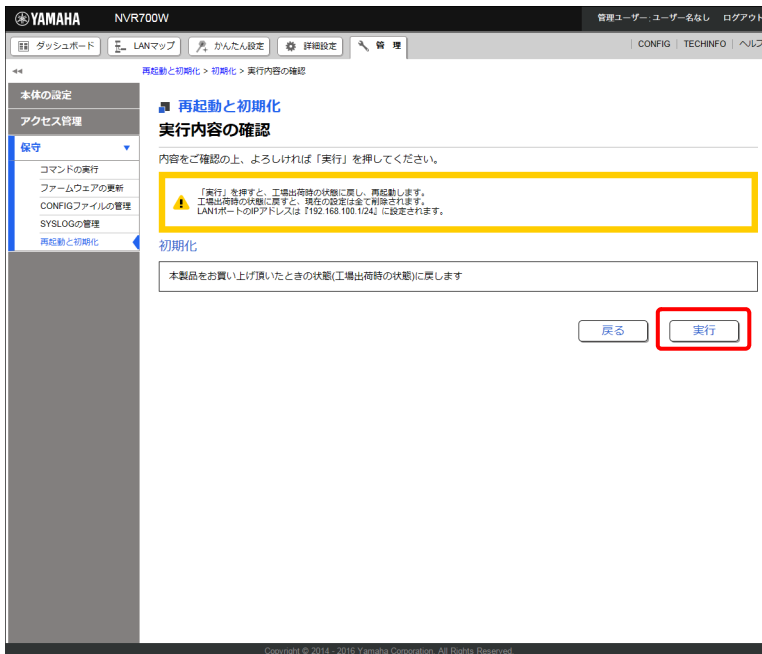 YAMAHA NVR700W 管理ユーザー:ユーザー名なし ログアウト
ダッシュボード LANマップ かんたん設定 詳細設定 管 理 CONFIG TECHINFO ヘルプ
再起動と初期化 > 初期化 > 実行内容の確認
本体の設定
アクセス管理
保守
コマンドの実行
ファームウェアの更新
CONFIGファイルの管理
SYSLOGの管理
再起動と初期化
再起動と初期化
実行内容の確認
内容をご確認の上、よろしければ「実行」を押してください。
「実行」を押すと、工場出荷時の状態に戻し、再起動します。
工場出荷時の状態に戻すと、現在の設定は全て削除されます。
LAN1ポートのIPアドレスは『192.168.100.1/24』に設定されます。
初期化
本製品をお買い上げ頂いたときの状態(工場出荷時の状態)に戻します
戻る 実行
Copyright © 2014 - 2016 Yamaha Corporation. All Rights Reserved.